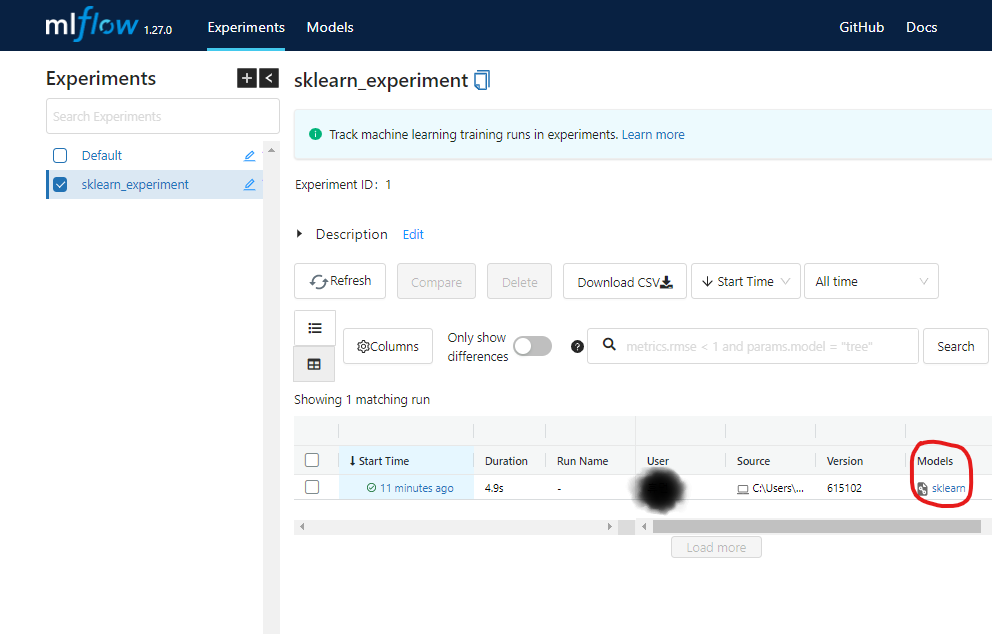 mlflow 1.27.0 Experiments Models GitHub Docs
Experiments
Search Experiments
Default
sklearn_experiment
sklearn_experiment
Track machine learning training runs in experiments. Learn more
Experiment ID: 1
Description Edit
Refresh Compare Delete Download CSV Start Time All time
Columns
Only show
differences
metrics.rmse < 1 and params.model = "tree"
Search
Showing 1 matching run
Start Time Duration Run Name User Source Version Models
11 minutes ago 4.9s - C:\Users\... 615102 sklearn
Load more